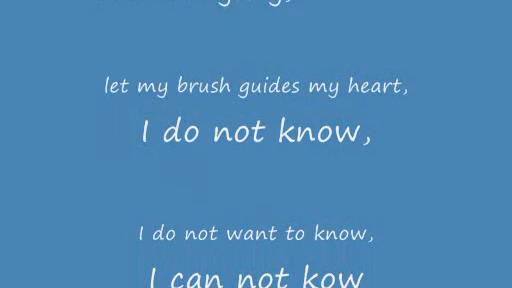 let my brush guides my heart,
I do not know,
I do not want to know,
I can not kow